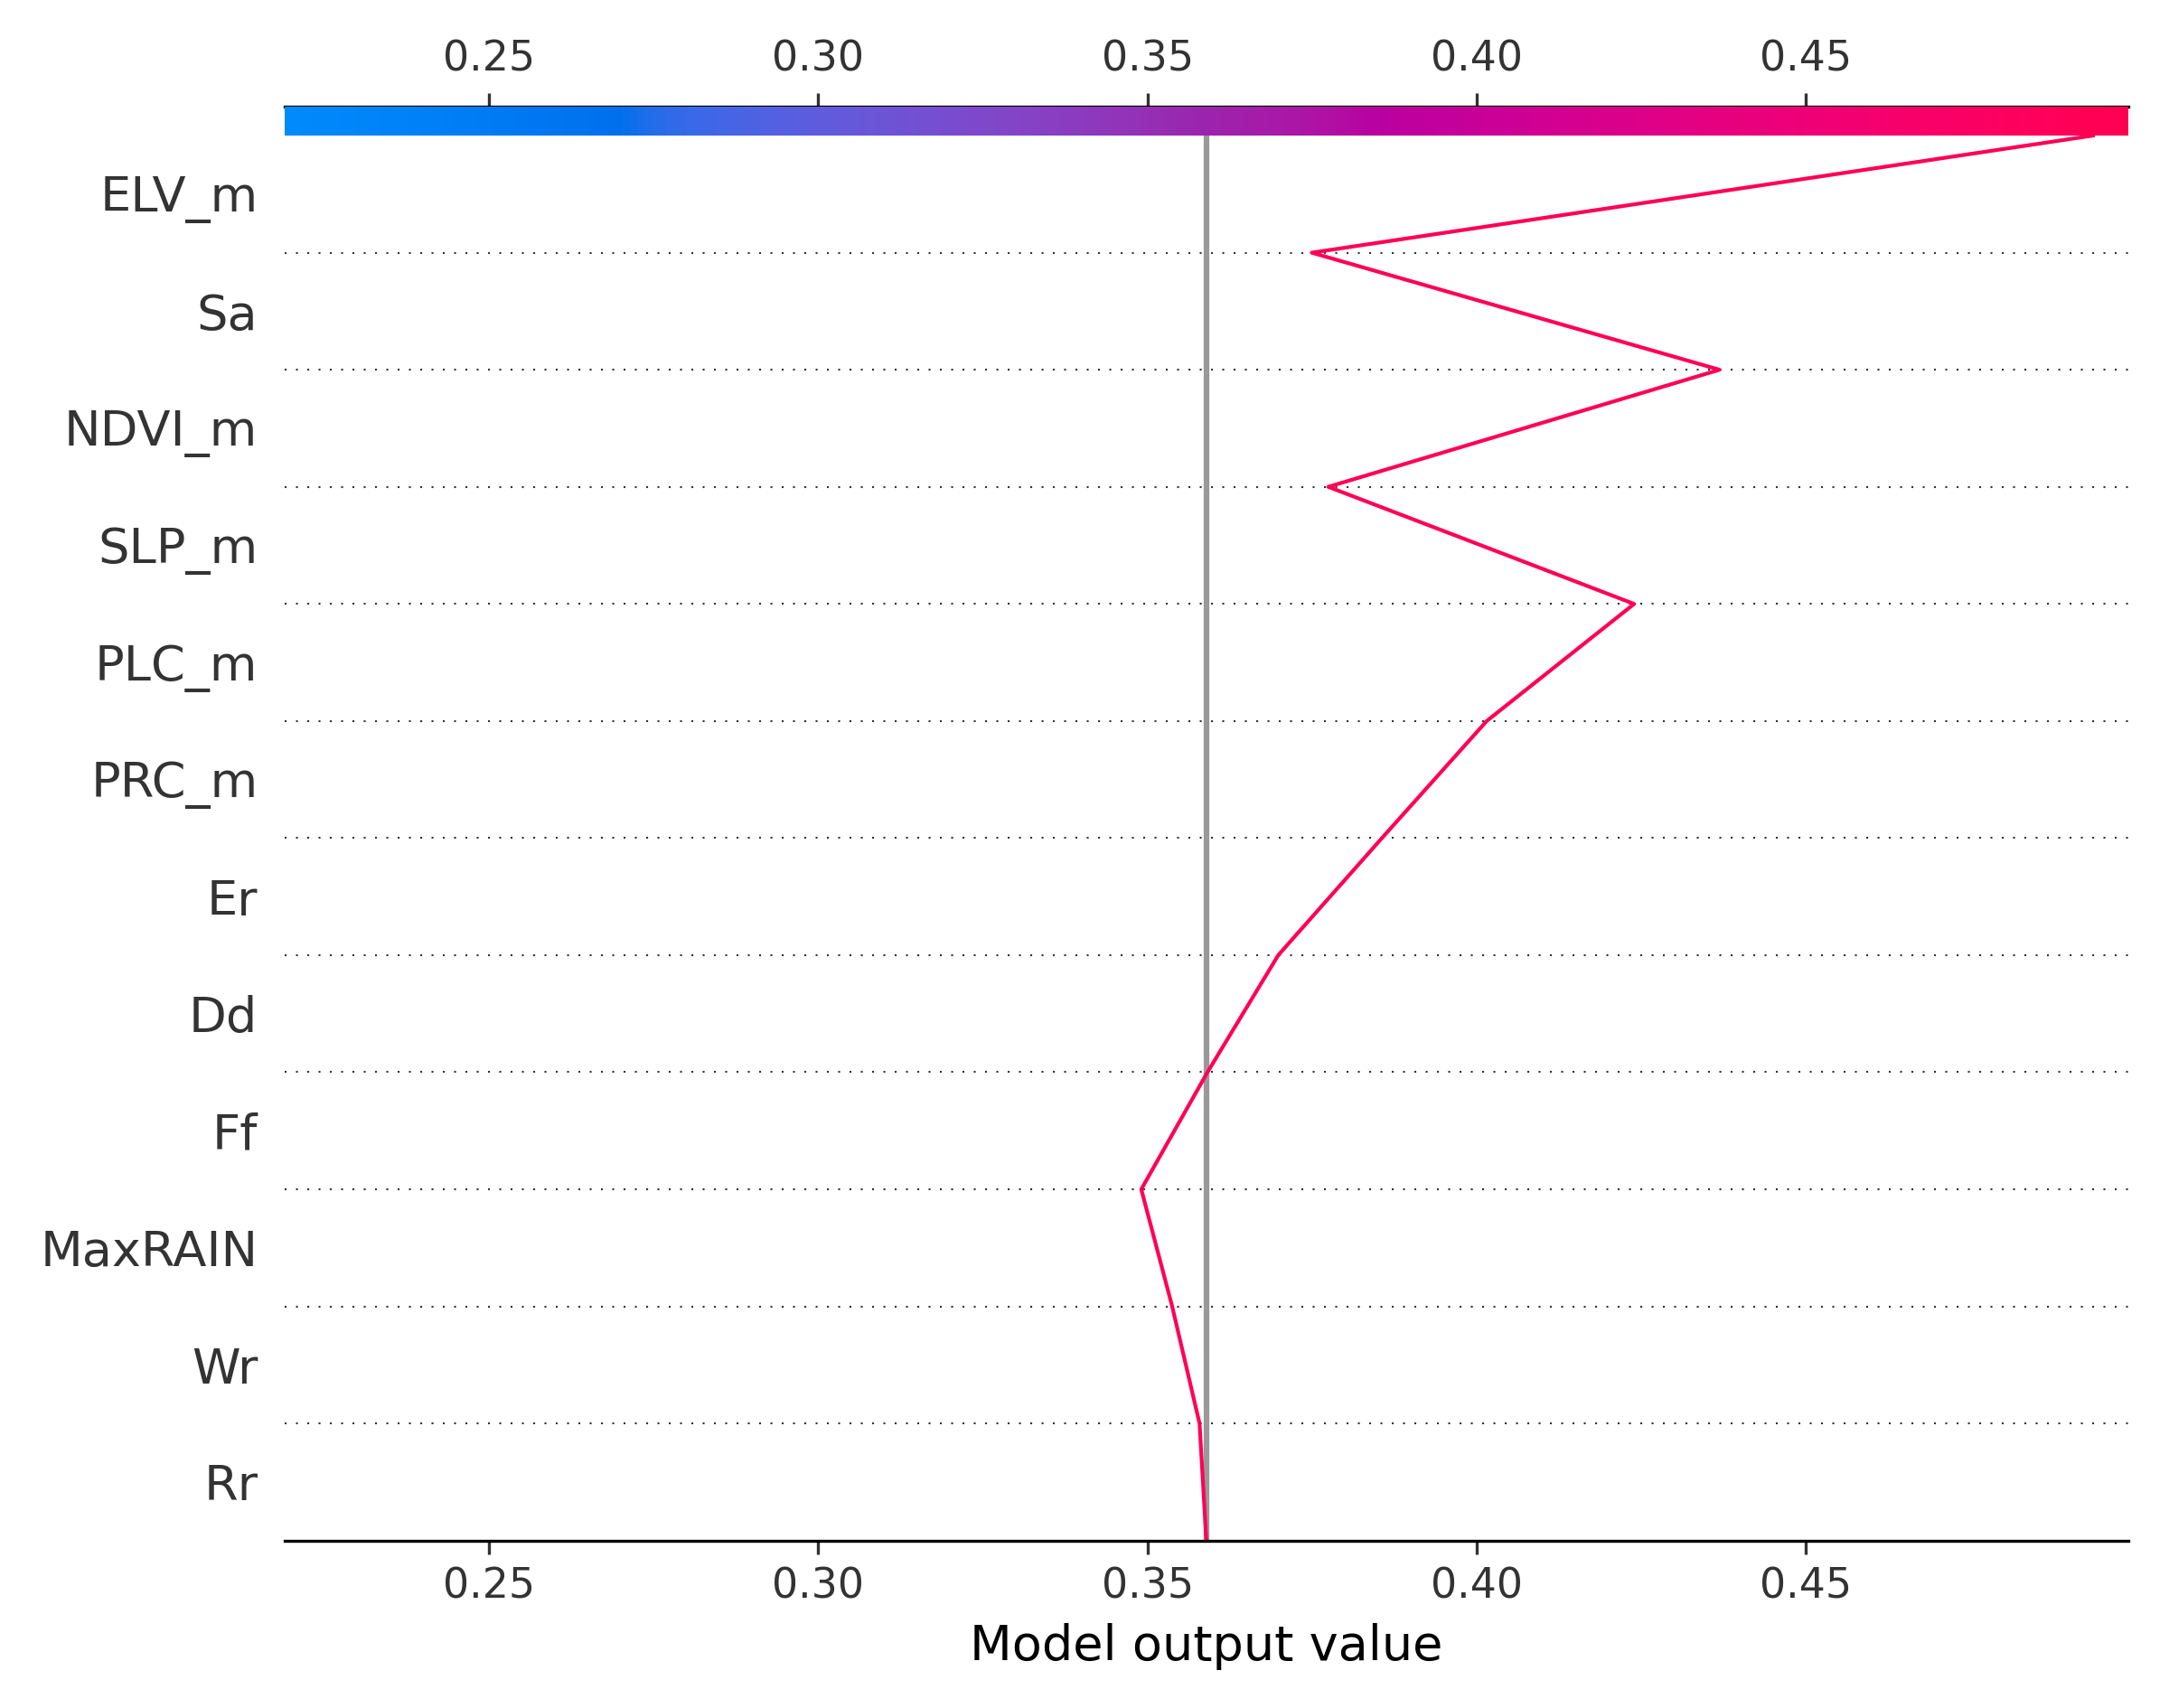 0.25 0.30 0.35 0.40 0.45
ELV_m
Sa
NDVI_m
SLP_m
PLC_m
PRC_m
Er
Dd
Ff
MaxRAIN
Wr
Rr
0.25 0.30 0.35 0.40 0.45
Model output value